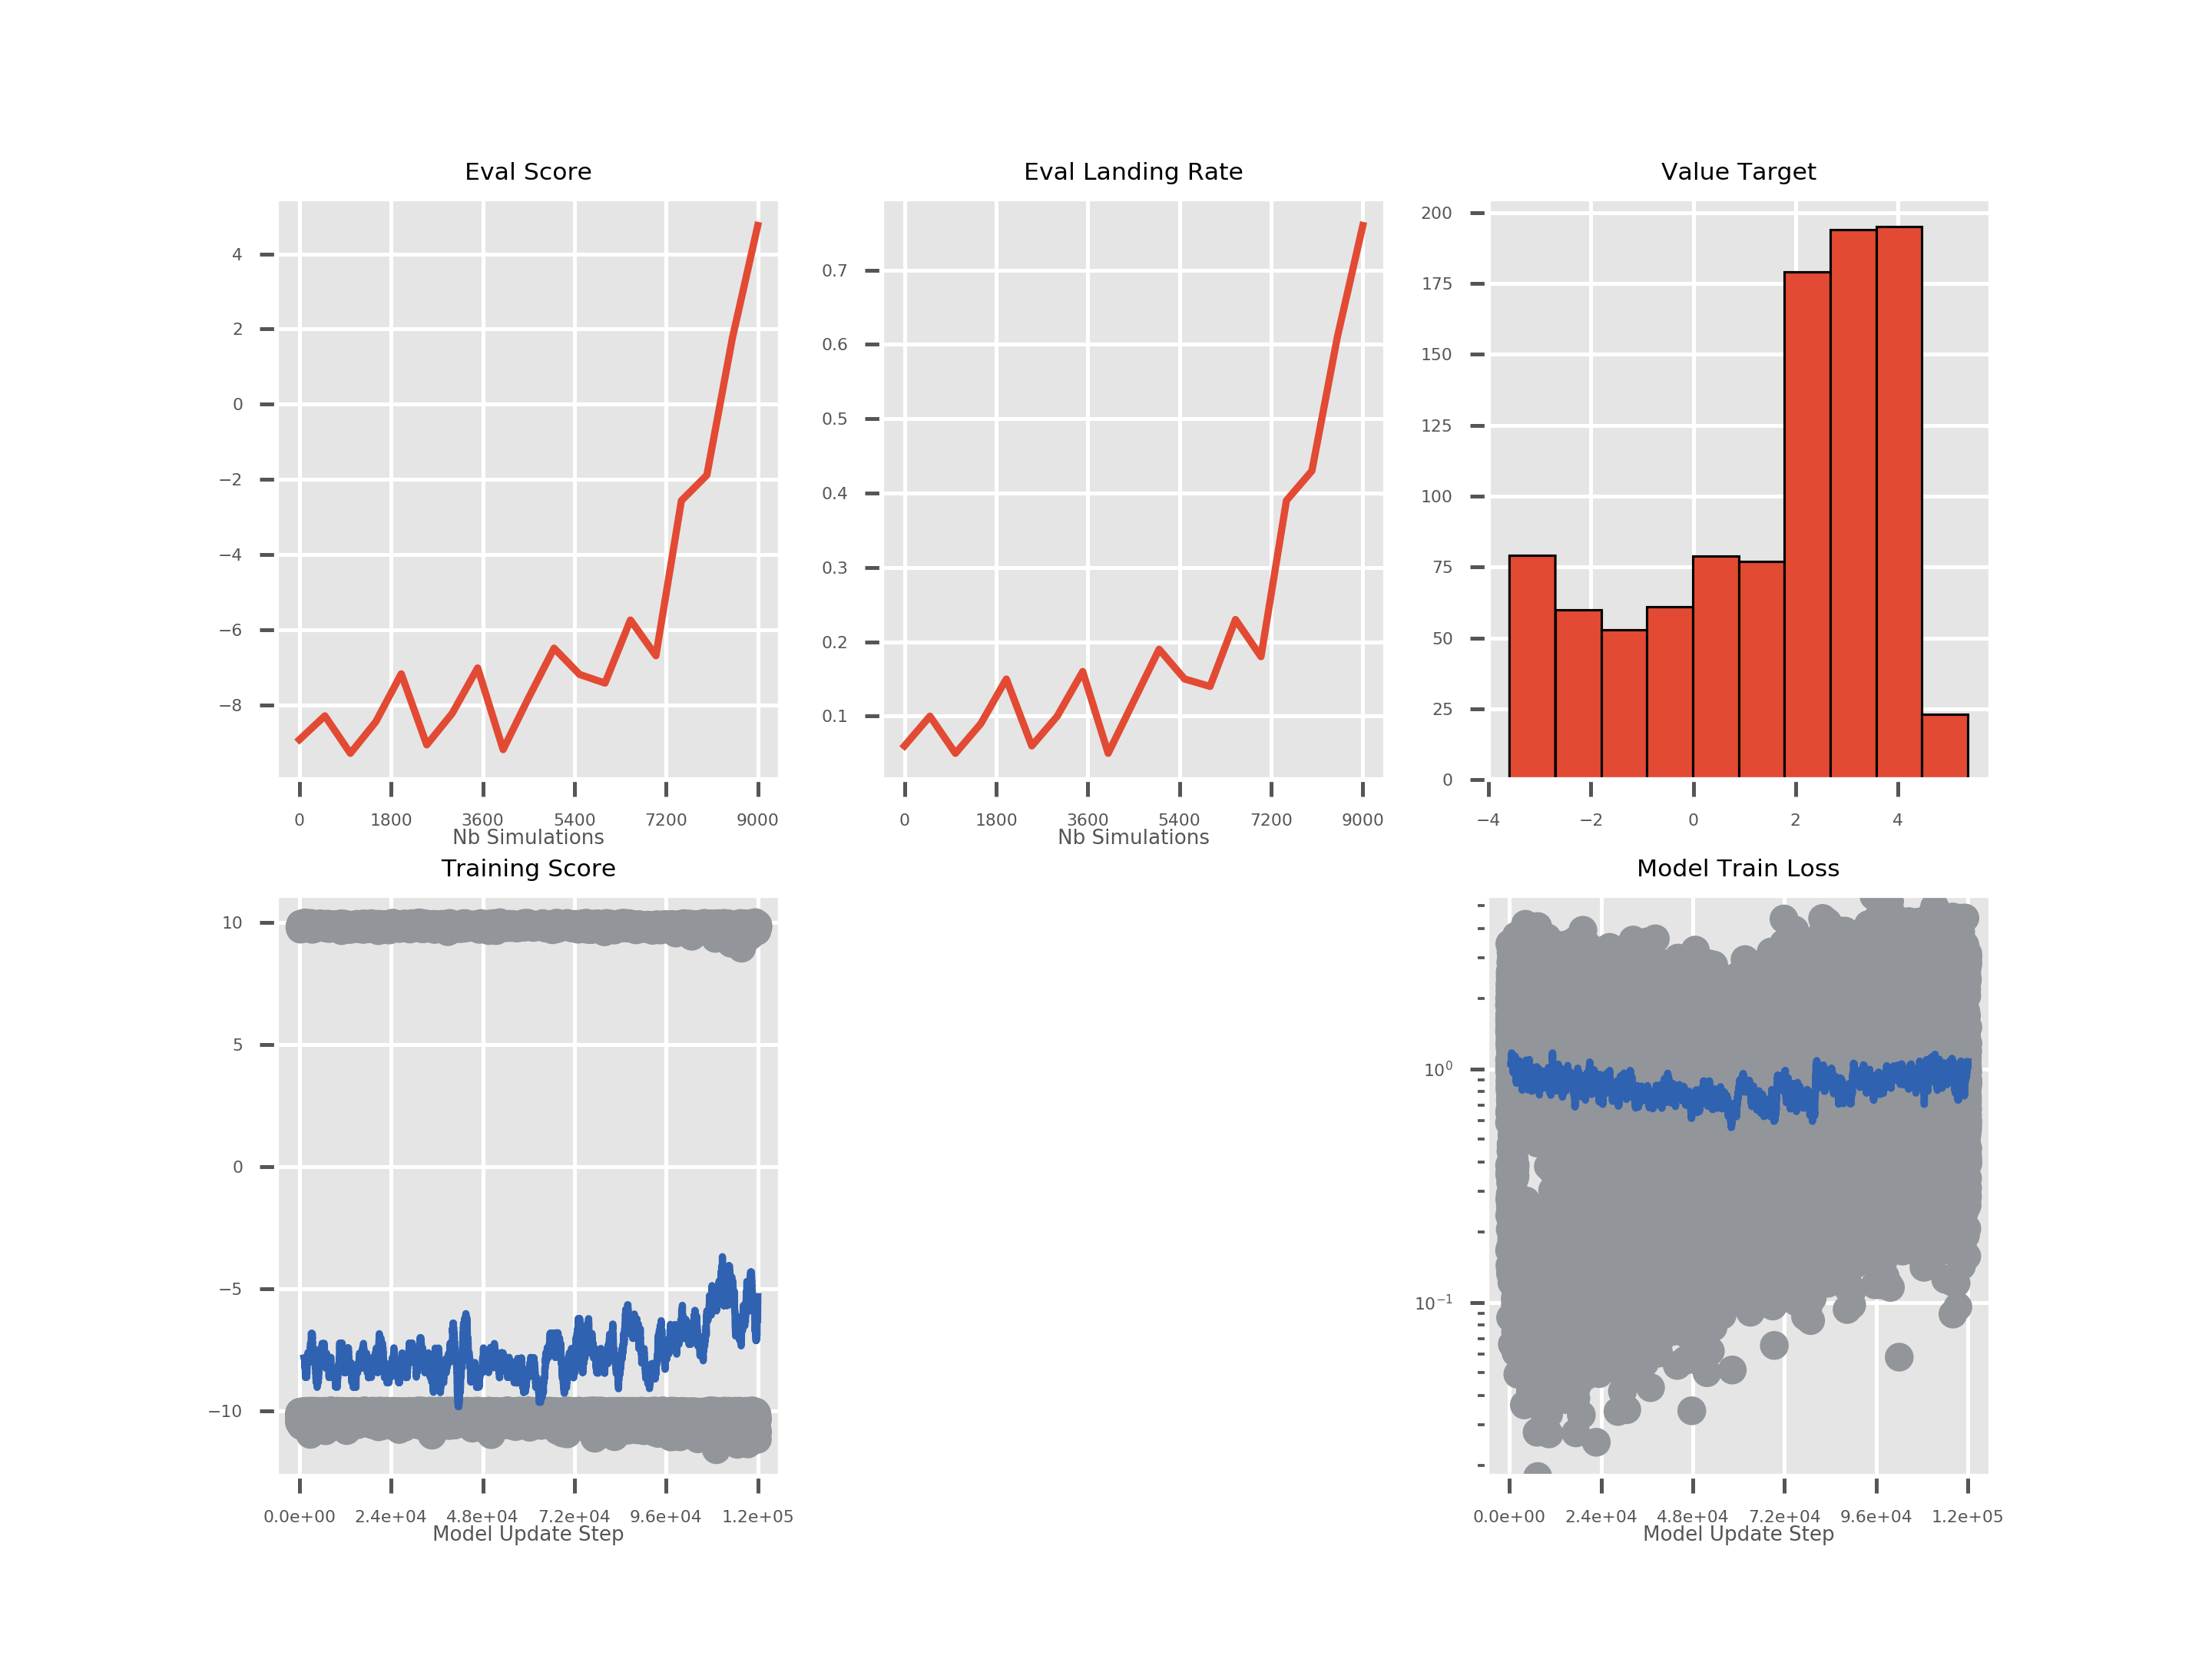 Eval Score
4
2
0
−2
−4
−6
−8
0 1800 3600 5400 7200 9000
Nb Simulations
Eval Landing Rate
0.7
0.6
0.5
0.4
0.3
0.2
0.1
0 1800 3600 5400 7200 9000
Nb Simulations
Value Target
200
175
150
125
100
75
50
25
0
−4 −2 0 2 4
Training Score
10
5
0
−5
−10
0.0e+00 2.4e+04 4.8e+04 7.2e+04 9.6e+04 1.2e+05
Model Update Step
Model Train Loss
10⁰
10⁻¹
0.0e+00 2.4e+04 4.8e+04 7.2e+04 9.6e+04 1.2e+05
Model Update Step